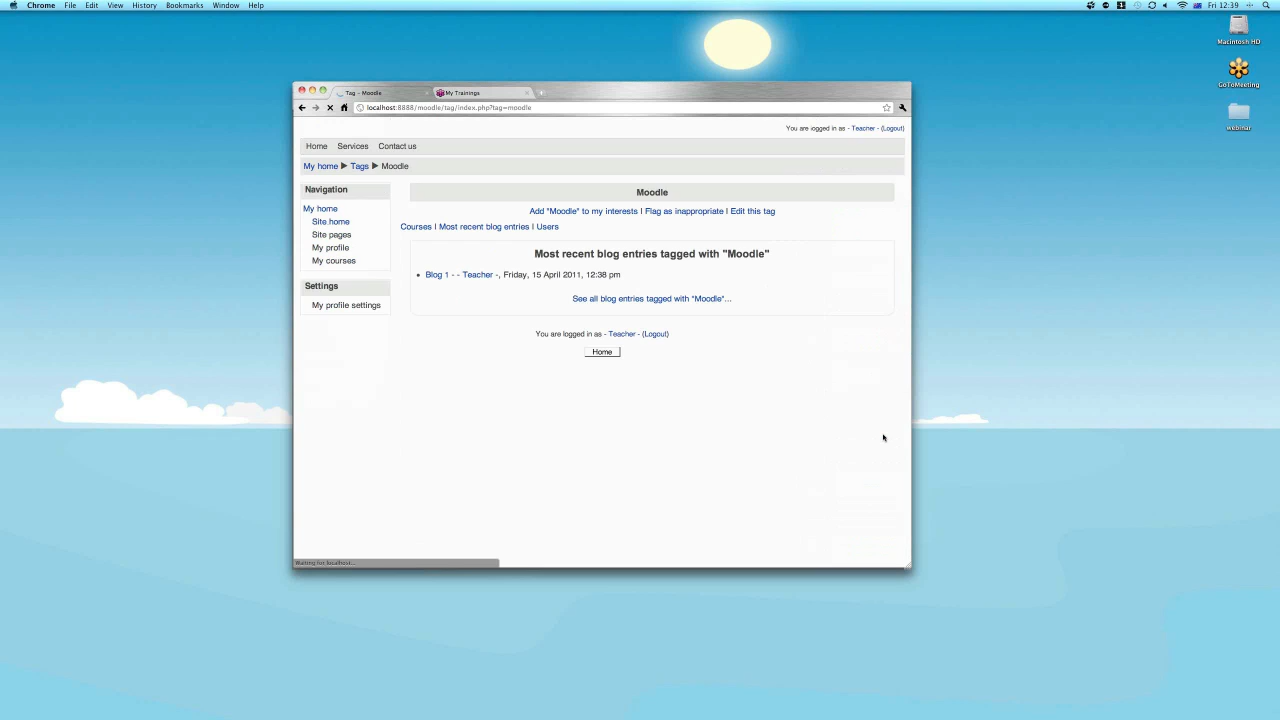 Chrome File Edit View History Bookmarks Window Help Fri 12:39
Macintosh HD
GoToMeeting
webinar
Tag - Moodle My Trainings
localhost:8888/moodle/tag/index.php?tag=moodle
You are logged in as - Teacher - (Logout)
Home Services Contact us
My home ▶ Tags ▶ Moodle
Navigation
My home
Site home
Site pages
My profile
My courses
Settings
My profile settings
Moodle
Add "Moodle" to my interests | Flag as inappropriate | Edit this tag
Courses | Most recent blog entries | Users
Most recent blog entries tagged with "Moodle"
• Blog 1 - - Teacher -, Friday, 15 April 2011, 12:38 pm
See all blog entries tagged with "Moodle"...
You are logged in as - Teacher - (Logout)
Home
Waiting for localhost...